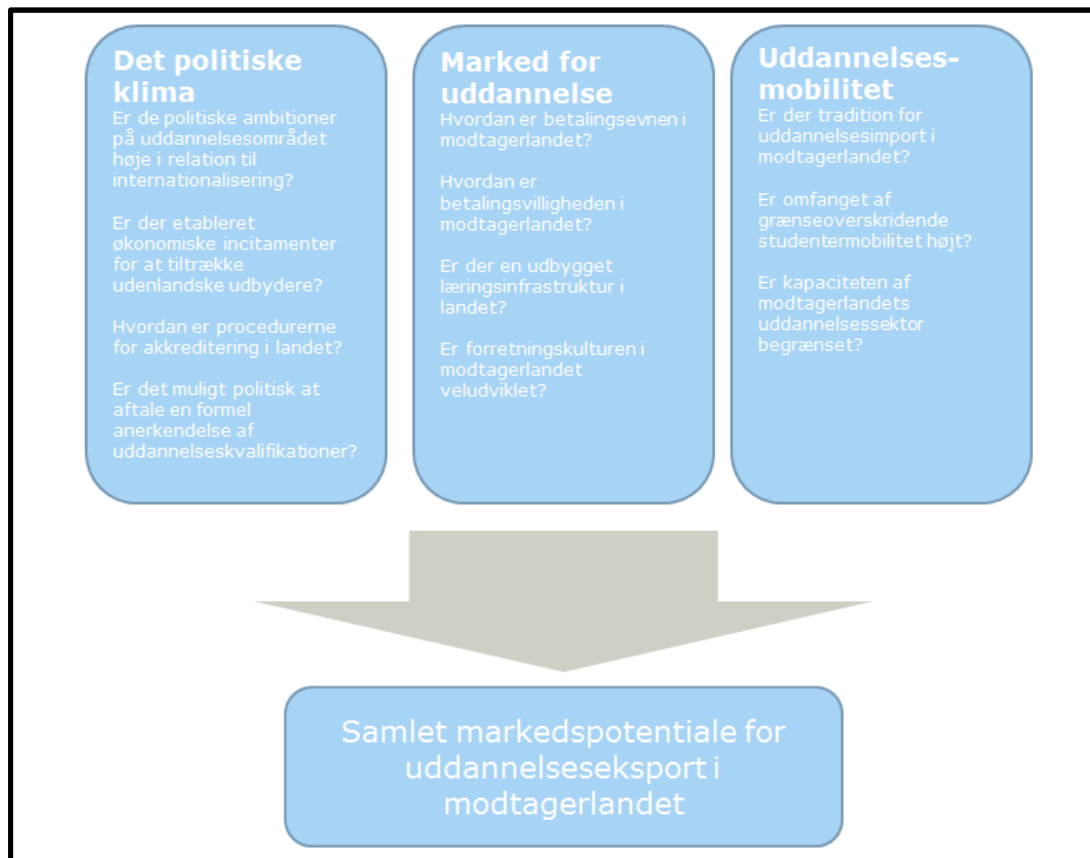 Det politiske
klima
Er de politiske ambitioner
på uddannelsesområdet
høje i relation til
internationalisering?
Er der etableret
økonomiske incitamenter
for at tiltrække
udenlandske udbydere?
Hvordan er procedurerne
for akkreditering i landet?
Er det muligt politisk at
aftale en formel
anerkendelse af
uddannelseskvalifikationer?
Marked for
uddannelse
Hvordan er betalingsevnen i
modtagerlandet?
Hvordan er
betalingsvilligheden i
modtagerlandet?
Er der en udbygget
læringsinfrastruktur i
landet?
Er forretningskulturen i
modtagerlandet
veludviklet?
Uddannelses-
mobilitet
Er der tradition for
uddannelsesimport i
modtagerlandet?
Er omfanget af
grænseoverskridende
studentermobilitet højt?
Er kapaciteten af
modtagerlandets
uddannelsessektor
begrænset?
Samlet markedspotentiale for
uddannelseseksport i
modtagerlandet